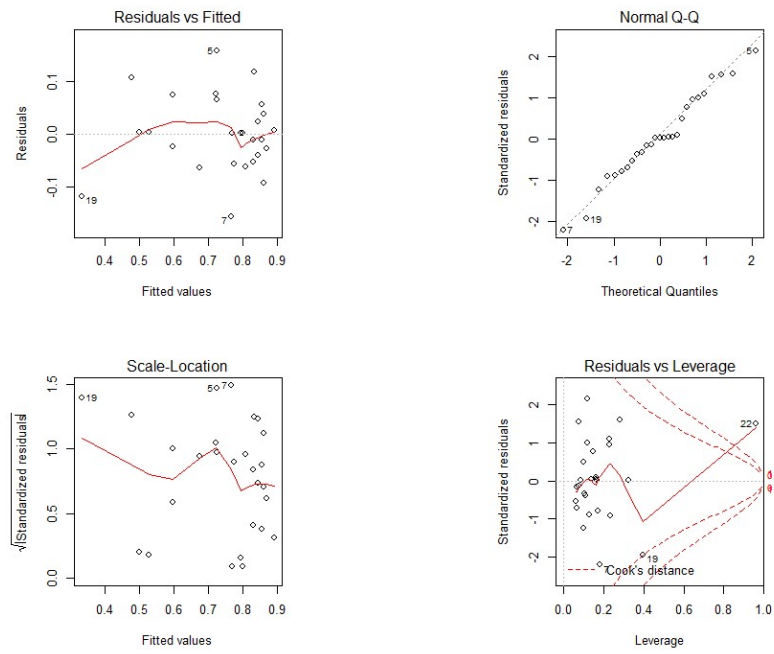 Residuals vs Fitted
Residuals
0.1
0.0
-0.1
5
19
7
0.4 0.5 0.6 0.7 0.8 0.9
Fitted values
Normal Q-Q
Standardized residuals
2
1
0
-1
-2
5
19
7
-2 -1 0 1 2
Theoretical Quantiles
Scale-Location
√|Standardized residuals|
1.5
1.0
0.5
0.0
19
5 7
0.4 0.5 0.6 0.7 0.8 0.9
Fitted values
Residuals vs Leverage
Standardized residuals
2
1
0
-1
-2
22
19
7
Cook's distance
0.0 0.2 0.4 0.6 0.8 1.0
Leverage